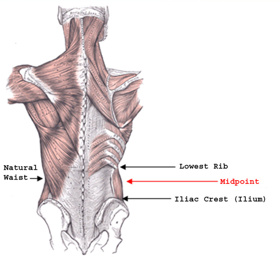 Natural
Waist
Lowest Rib
Midpoint
Iliac Crest (Ilium)